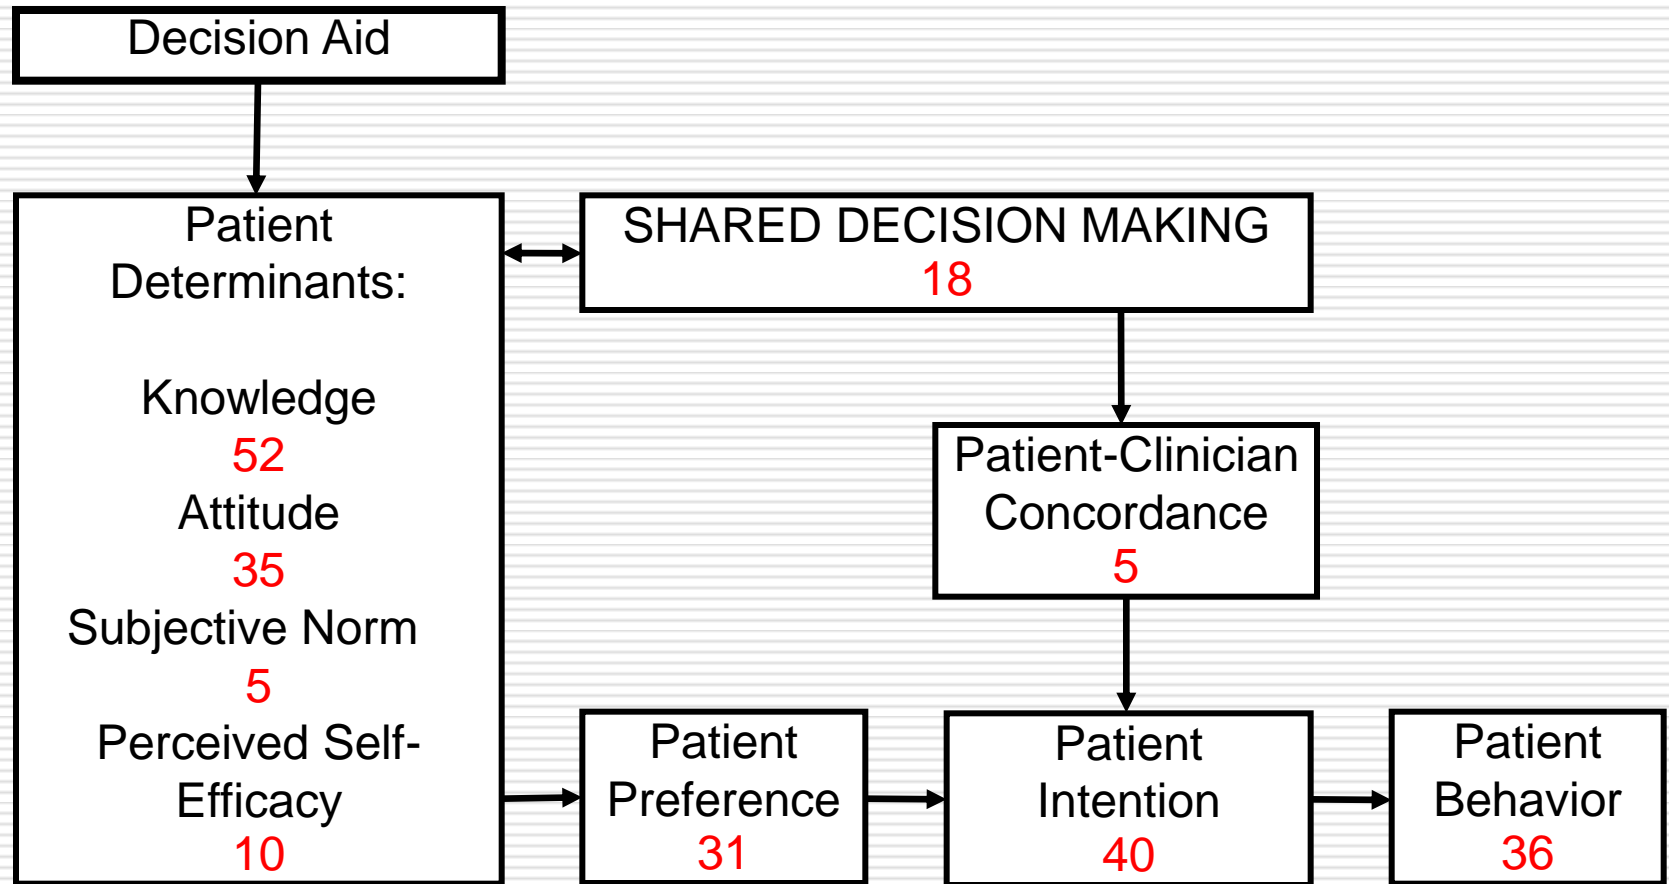 Decision Aid
Patient
Determinants:
Knowledge
52
Attitude
35
Subjective Norm
5
Perceived Self-
Efficacy
10
SHARED DECISION MAKING
18
Patient-Clinician
Concordance
5
Patient
Preference
31
Patient
Intention
40
Patient
Behavior
36